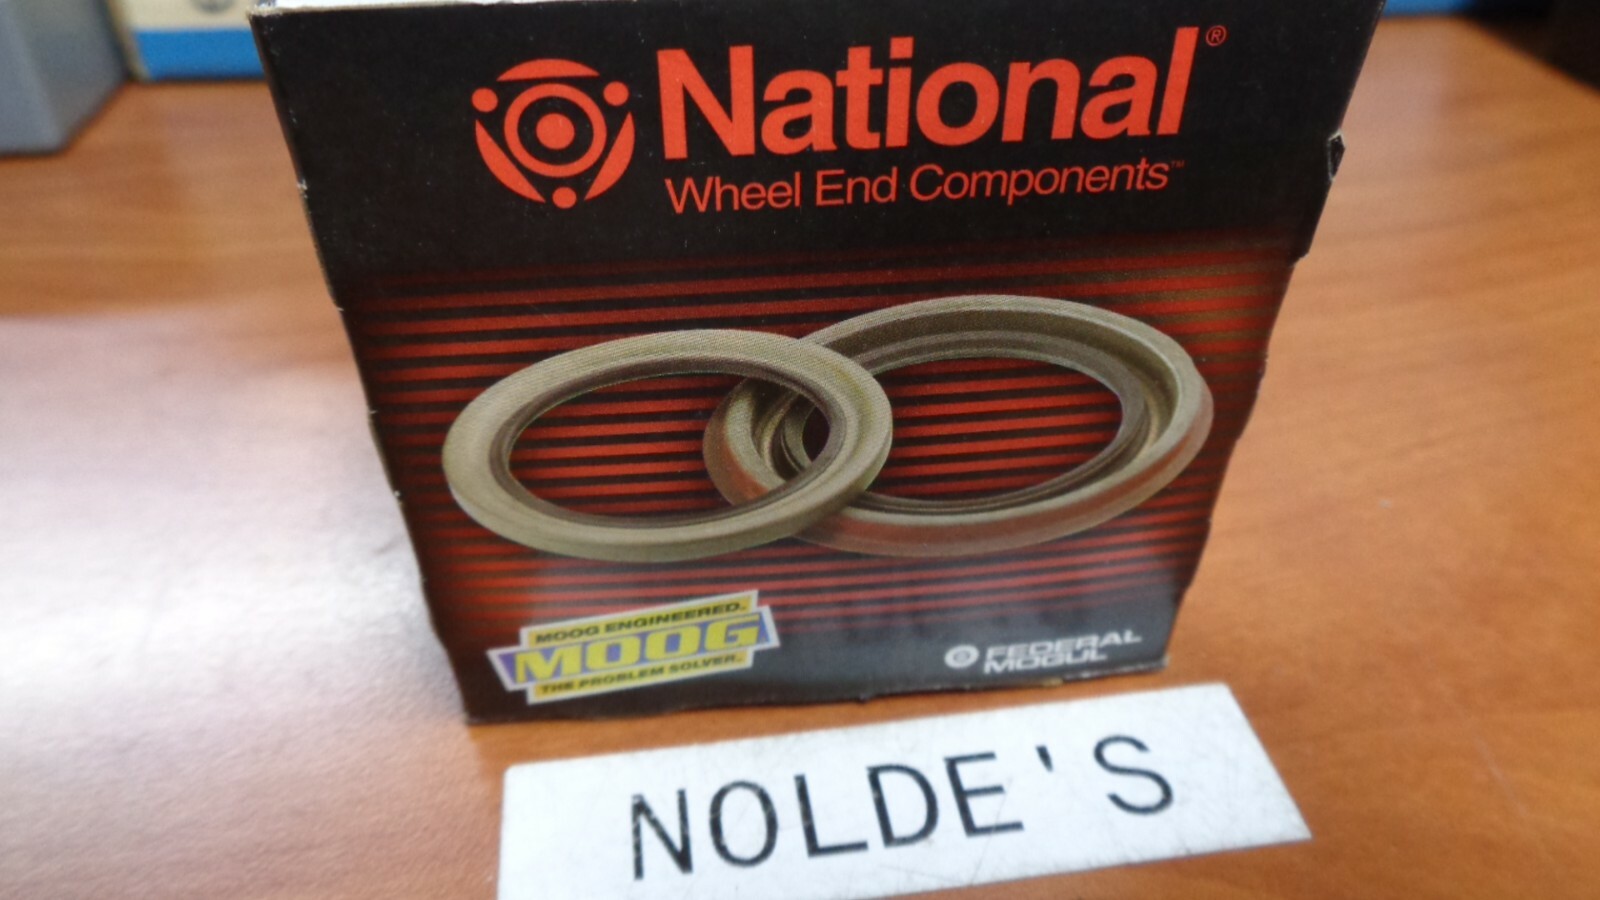 National®
Wheel End Components™
MOOG ENGINEERED.
MOOG
THE PROBLEM SOLVER.
FEDERAL
MOGUL
NOLDE'S